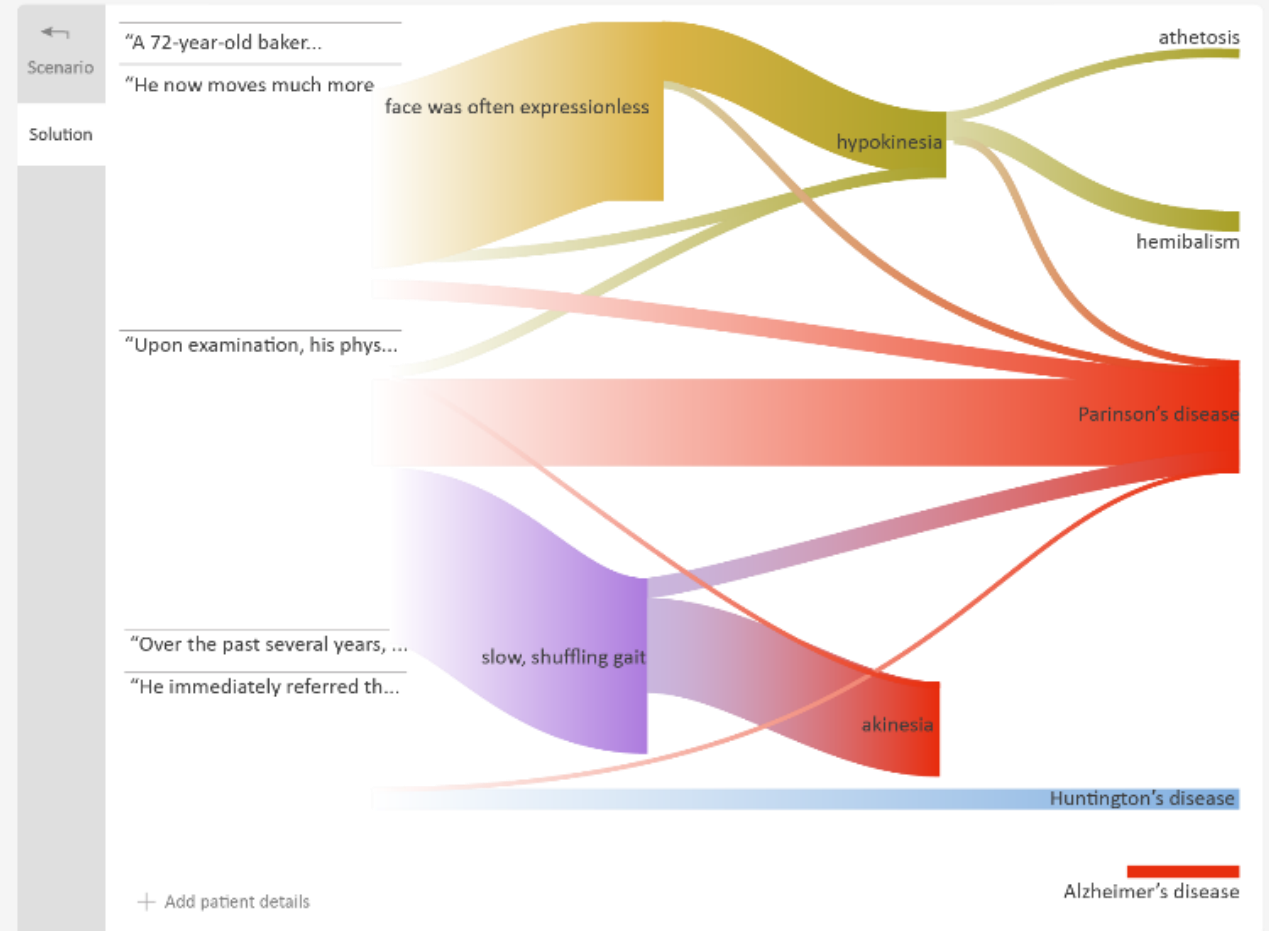 Scenario
Solution
“A 72-year-old baker...
“He now moves much more
“Upon examination, his phys...
“Over the past several years, ...
“He immediately referred th...
+ Add patient details
face was often expressionless
slow, shuffling gait
hypokinesia
akinesia
athetosis
hemibalism
Parinson’s disease
Huntington’s disease
Alzheimer’s disease